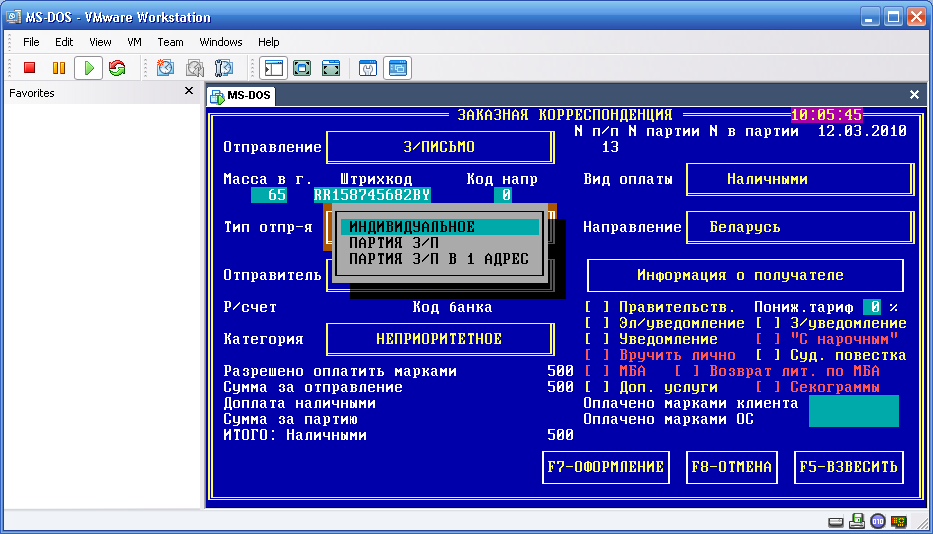 MS-DOS - VMware Workstation
File Edit View VM Team Windows Help
Favorites
MS-DOS
ЗАКАЗНАЯ КОРРЕСПОНДЕНЦИЯ 10:05:45
N п/п N партии N в партии 12.03.2010
Отправление З/ПИСЬМО 13
Масса в г. Штрихкод Код напр Вид оплаты Наличными
65 RR158745682BY 0
Тип отпр-я ИНДИВИДУАЛЬНОЕ Направление Беларусь
ПАРТИЯ З/П
ПАРТИЯ З/П В 1 АДРЕС
Отправитель Информация о получателе
Р/счет Код банка [ ] Правительств. Пониж.тариф 0 %
[ ] Эл/уведомление [ ] З/уведомление
Категория НЕПРИОРИТЕТНОЕ [ ] Уведомление [ ] "С нарочным"
[ ] Вручить лично [ ] Суд. повестка
Разрешено оплатить марками 500 [ ] МБА [ ] Возврат лит. по МБА
Сумма за отправление 500 [ ] Доп. услуги [ ] Секограммы
Доплата наличными Оплачено марками клиента
Сумма за партию Оплачено марками ОС
ИТОГО: Наличными 500
F7-ОФОРМЛЕНИЕ F8-ОТМЕНА F5-ВЗВЕСИТЬ